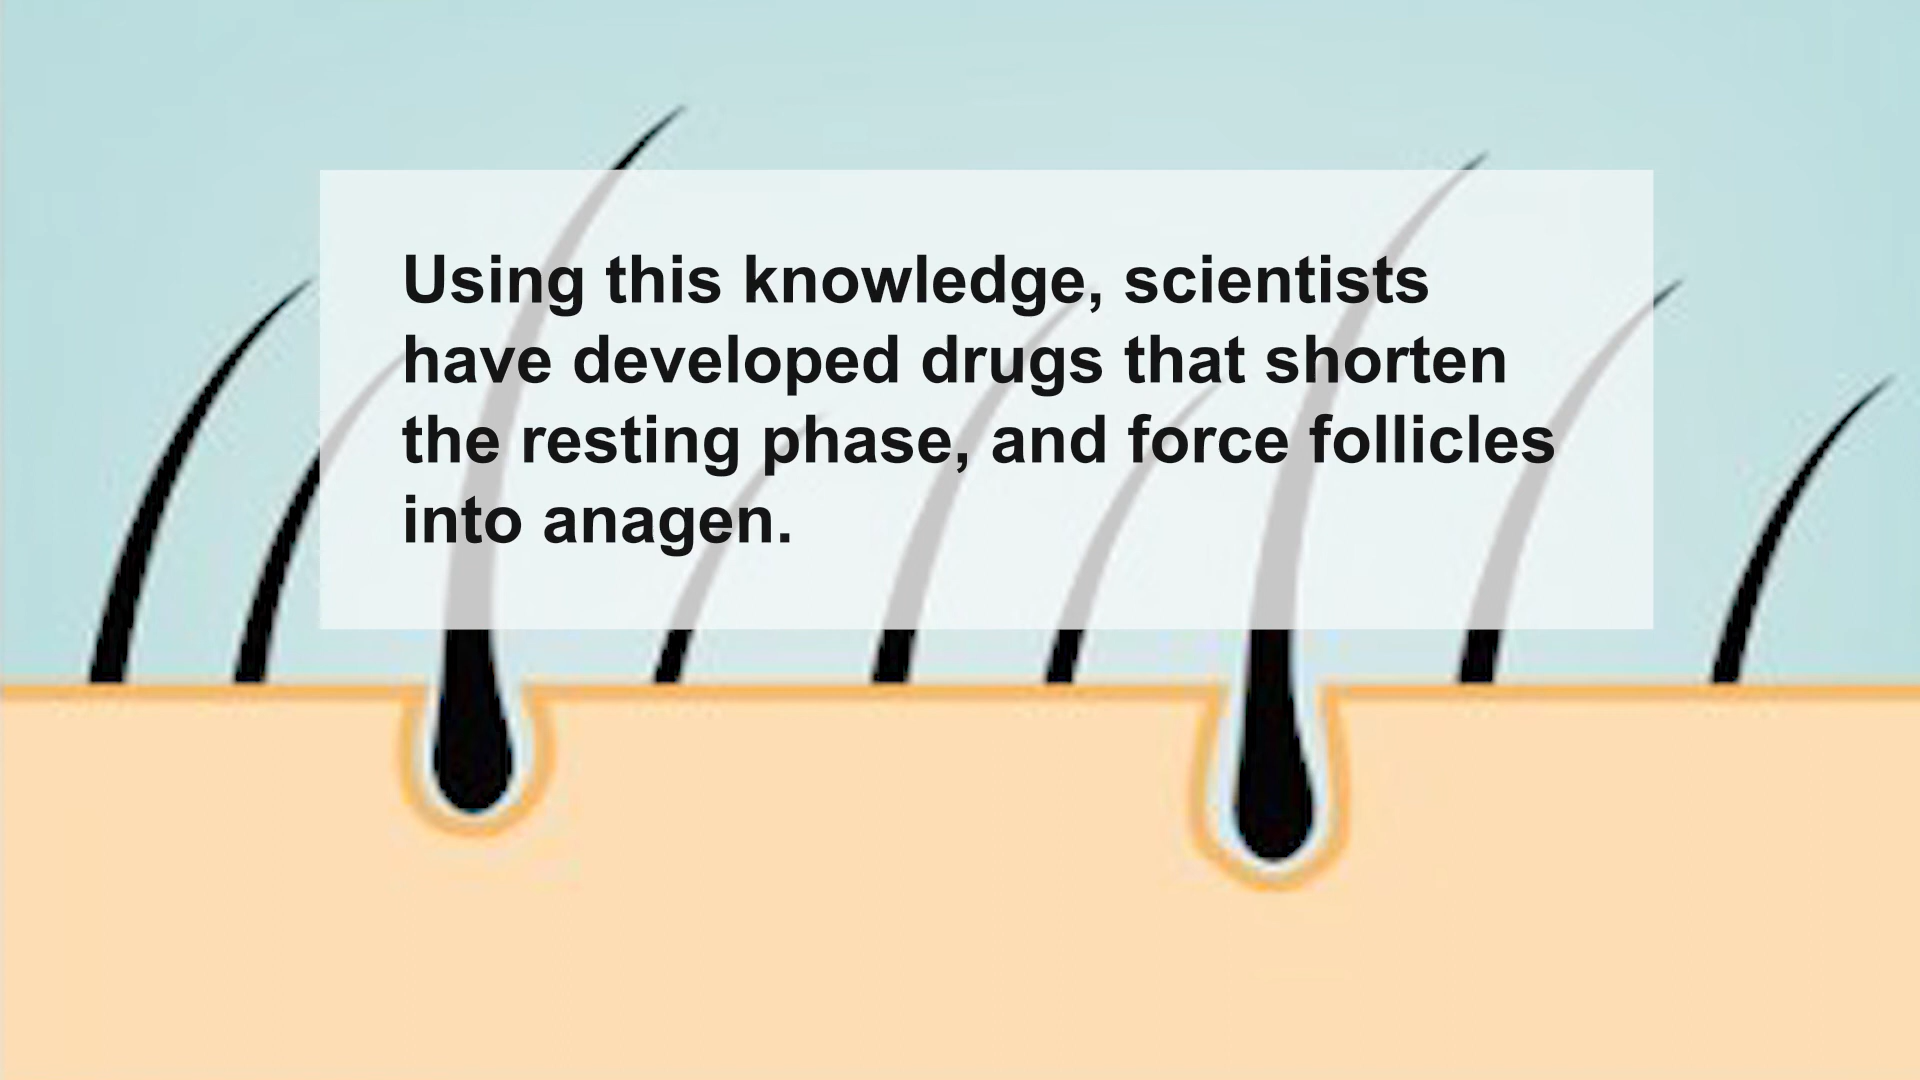 Using this knowledge, scientists
have developed drugs that shorten
the resting phase, and force follicles
into anagen.